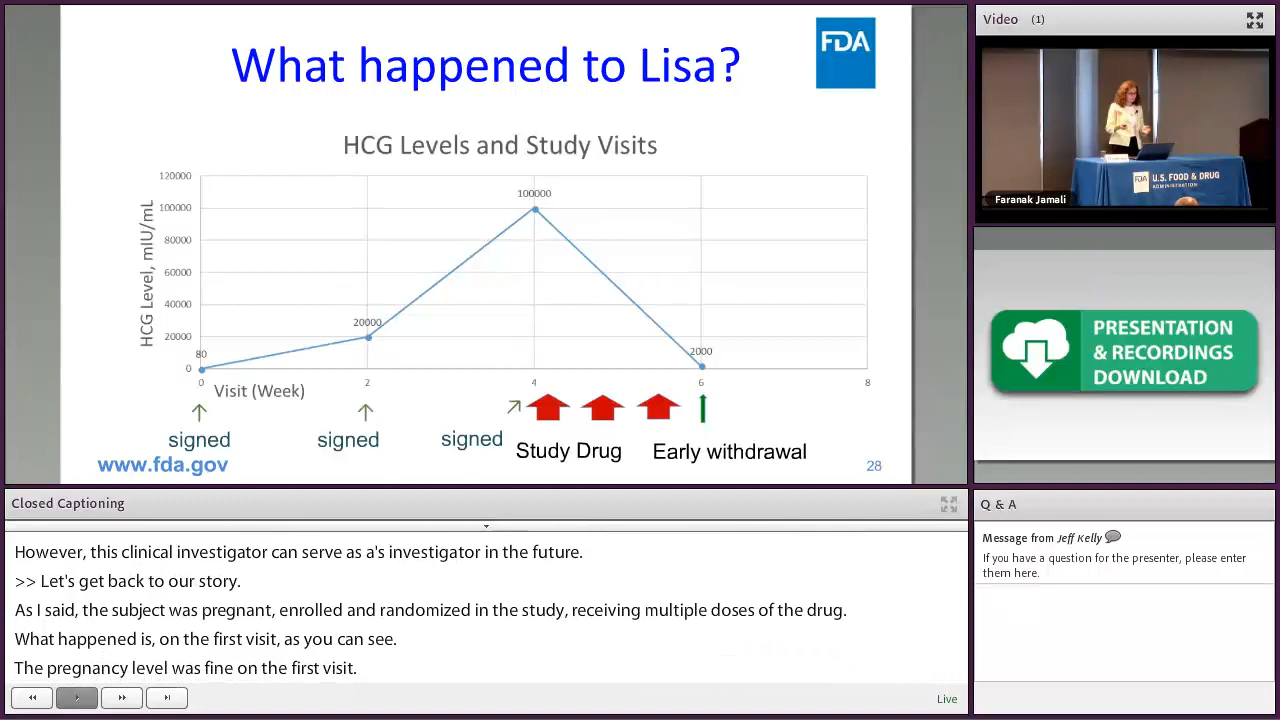 What happened to Lisa?
FDA
HCG Levels and Study Visits
HCG Level, mIU/mL
120000
100000
80000
60000
40000
20000
0
80
20000
100000
2000
0
2
4
6
8
Visit (Week)
signed
signed
signed
Study Drug
Early withdrawal
www.fda.gov
28
Video (1)
FDA U.S. FOOD & DRUG
ADMINISTRATION
Faranak Jamali
PRESENTATION
& RECORDINGS
DOWNLOAD
Closed Captioning
However, this clinical investigator can serve as a's investigator in the future.
>> Let's get back to our story.
As I said, the subject was pregnant, enrolled and randomized in the study, receiving multiple doses of the drug.
What happened is, on the first visit, as you can see.
The pregnancy level was fine on the first visit.
Live
Q & A
Message from Jeff Kelly
If you have a question for the presenter, please enter
them here.